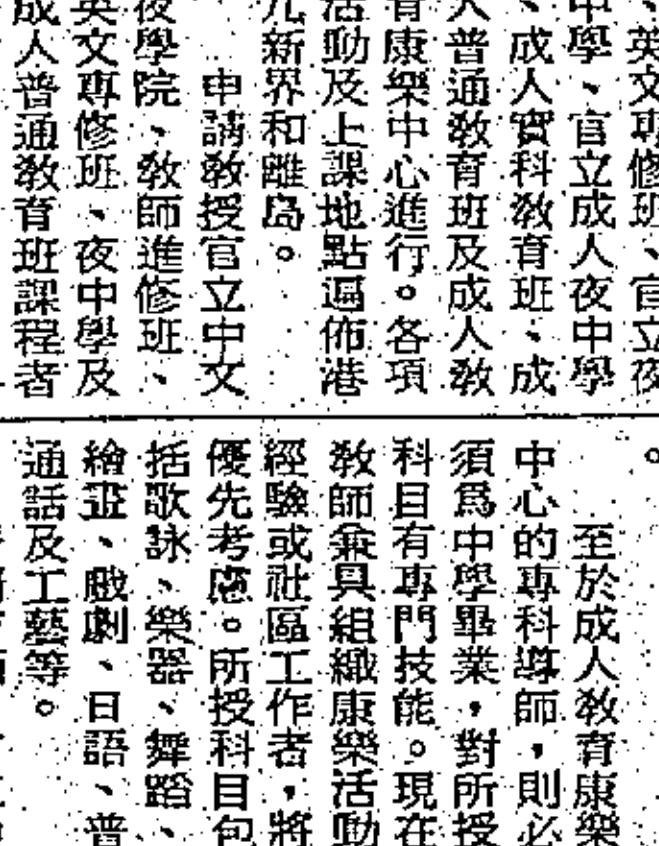 、英文專修班、官立夜
中學、官立成人夜中學
、成人實科教育班、成
人普通教育班及成人教
育康樂中心進行。各項
活動及上課地點遍佈港
九新界和離島。
申請教授官立中文
夜學院、教師進修班、
英文專修班、夜中學及
成人普通教育班課程者
。
至於成人教育康樂
中心的專科導師，則必
須為中學畢業，對所授
科目有專門技能。現在
教師兼具組織康樂活動
經驗或社區工作者，將
優先考慮。所授科目包
括歌詠、樂器、舞蹈、
繪畫、戲劇、日語、普
通話及工藝等。